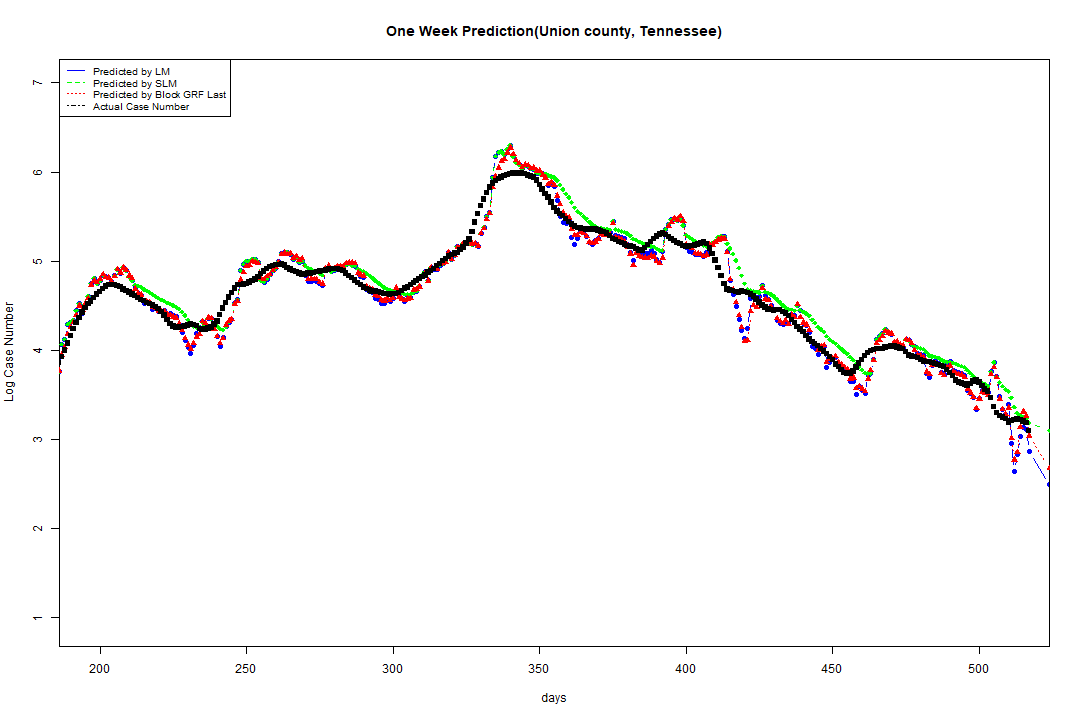 One Week Prediction(Union county, Tennessee)
Predicted by LM
Predicted by SLM
Predicted by Block GRF Last
Actual Case Number
7
6
5
4
3
2
1
Log Case Number
200 250 300 350 400 450 500
days